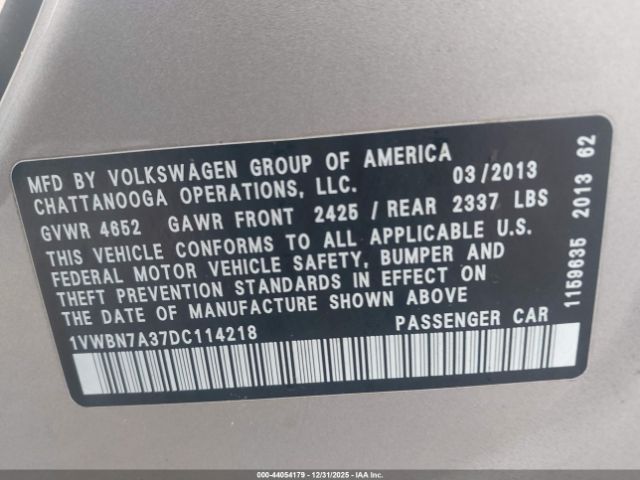 MFD BY VOLKSWAGEN GROUP OF AMERICA
CHATTANOOGA OPERATIONS, LLC. 03/2013
GVWR 4652 GAWR FRONT 2425 / REAR 2337 LBS
THIS VEHICLE CONFORMS TO ALL APPLICABLE U.S.
FEDERAL MOTOR VEHICLE SAFETY, BUMPER AND
THEFT PREVENTION STANDARDS IN EFFECT ON
THE DATE OF MANUFACTURE SHOWN ABOVE
1VWBN7A37DC114218 PASSENGER CAR
1159635 2013 62
000-44054179 - 12/31/2025 - IAAI.com